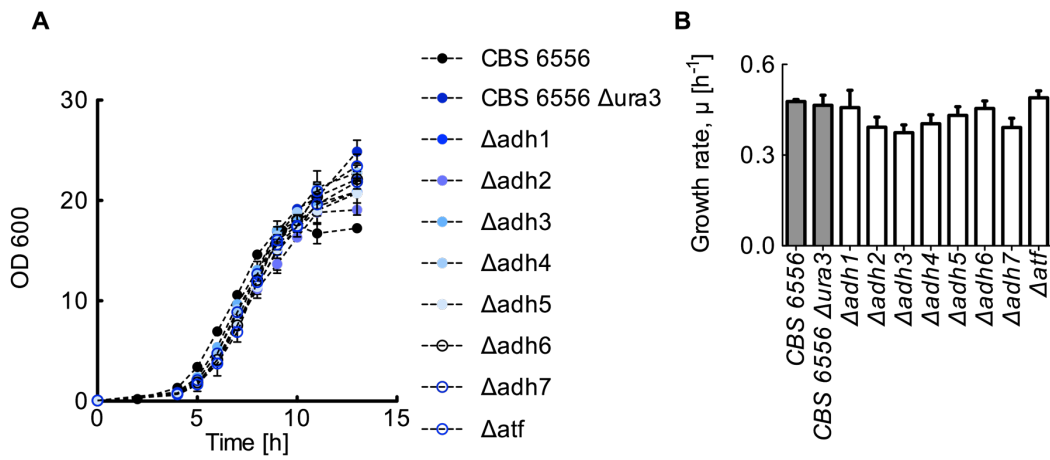 A
OD 600
30
20
10
0
0
5
10
15
Time [h]
CBS 6556
CBS 6556 Δura3
Δadh1
Δadh2
Δadh3
Δadh4
Δadh5
Δadh6
Δadh7
Δatf
B
Growth rate, μ [h-1]
0.6
0.3
0.0
CBS 6556
CBS 6556 Δura3
Δadh1
Δadh2
Δadh3
Δadh4
Δadh5
Δadh6
Δadh7
Δatf